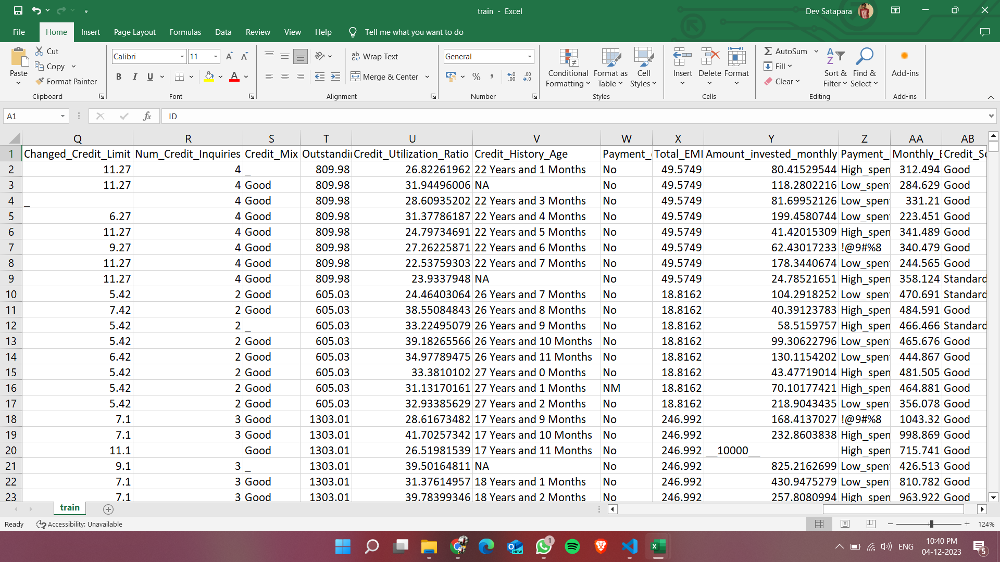 train - Excel
Dev Satapara
File Home Insert Page Layout Formulas Data Review View Help Tell me what you want to do
Paste
Cut
Copy
Format Painter
Clipboard
Calibri 11
B I U
Font
Wrap Text
Merge & Center
Alignment
General
Number
Conditional Formatting
Format as Table
Cell Styles
Styles
Insert Delete Format
Cells
AutoSum
Fill
Clear
Sort & Filter
Find & Select
Editing
Add-ins
Add-ins
A1 fx ID
Q R S T U V W X Y Z AA AB
1 Changed_Credit_Limit Num_Credit_Inquiries Credit_Mix Outstandi Credit_Utilization_Ratio Credit_History_Age Payment_ Total_EMI Amount_invested_monthly Payment_ Monthly_ Credit_Sc
2 11.27 4 _ 809.98 26.82261962 22 Years and 1 Months No 49.5749 80.41529544 High_spen 312.494 Good
3 11.27 4 Good 809.98 31.94496006 NA No 49.5749 118.2802216 Low_spen 284.629 Good
4 _ 4 Good 809.98 28.60935202 22 Years and 3 Months No 49.5749 81.69952126 Low_spen 331.21 Good
5 6.27 4 Good 809.98 31.37786187 22 Years and 4 Months No 49.5749 199.4580744 Low_spen 223.451 Good
6 11.27 4 Good 809.98 24.79734691 22 Years and 5 Months No 49.5749 41.42015309 High_spen 341.489 Good
7 9.27 4 Good 809.98 27.26225871 22 Years and 6 Months No 49.5749 62.43017233 !@9#%8 340.479 Good
8 11.27 4 Good 809.98 22.53759303 22 Years and 7 Months No 49.5749 178.3440674 Low_spen 244.565 Good
9 11.27 4 Good 809.98 23.9337948 NA No 49.5749 24.78521651 High_spen 358.124 Standard
10 5.42 2 Good 605.03 24.46403064 26 Years and 7 Months No 18.8162 104.2918252 Low_spen 470.691 Standard
11 7.42 2 Good 605.03 38.55084843 26 Years and 8 Months No 18.8162 40.39123783 High_spen 484.591 Good
12 5.42 2 _ 605.03 33.22495079 26 Years and 9 Months No 18.8162 58.5159757 High_spen 466.466 Standard
13 5.42 2 Good 605.03 39.18265566 26 Years and 10 Months No 18.8162 99.30622796 Low_spen 465.676 Good
14 6.42 2 Good 605.03 34.97789475 26 Years and 11 Months No 18.8162 130.1154202 Low_spen 444.867 Good
15 5.42 2 Good 605.03 33.3810102 27 Years and 0 Months No 18.8162 43.47719014 High_spen 481.505 Good
16 5.42 2 Good 605.03 31.13170161 27 Years and 1 Months NM 18.8162 70.10177421 High_spen 464.881 Good
17 5.42 2 Good 605.03 32.93385629 27 Years and 2 Months No 18.8162 218.9043435 Low_spen 356.078 Good
18 7.1 3 Good 1303.01 28.61673482 17 Years and 9 Months No 246.992 168.4137027 !@9#%8 1043.32 Good
19 7.1 3 Good 1303.01 41.70257342 17 Years and 10 Months No 246.992 232.8603838 High_spen 998.869 Good
20 11.1 Good 1303.01 26.51981539 17 Years and 11 Months No 246.992 __10000__ High_spen 715.741 Good
21 9.1 3 _ 1303.01 39.50164811 NA No 246.992 825.2162699 Low_spen 426.513 Good
22 7.1 3 Good 1303.01 31.37614957 18 Years and 1 Months No 246.992 430.9475279 Low_spen 810.782 Good
23 7.1 3 Good 1303.01 39.78399346 18 Years and 2 Months No 246.992 257.8080994 High_spen 963.922 Good
train
Ready Accessibility: Unavailable 124%
ENG 10:40 PM
04-12-2023